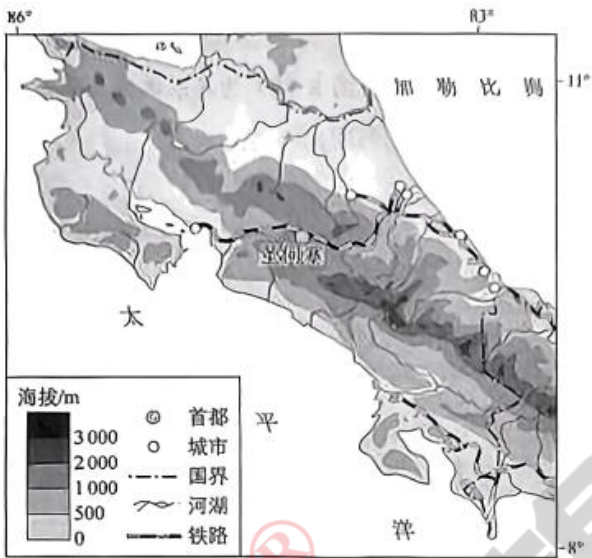 86°
83°
11°
加勒比海
圣何塞
太
平
洋
8°
海拔/m
3 000
2 000
1 000
500
0
首都
城市
国界
河湖
铁路